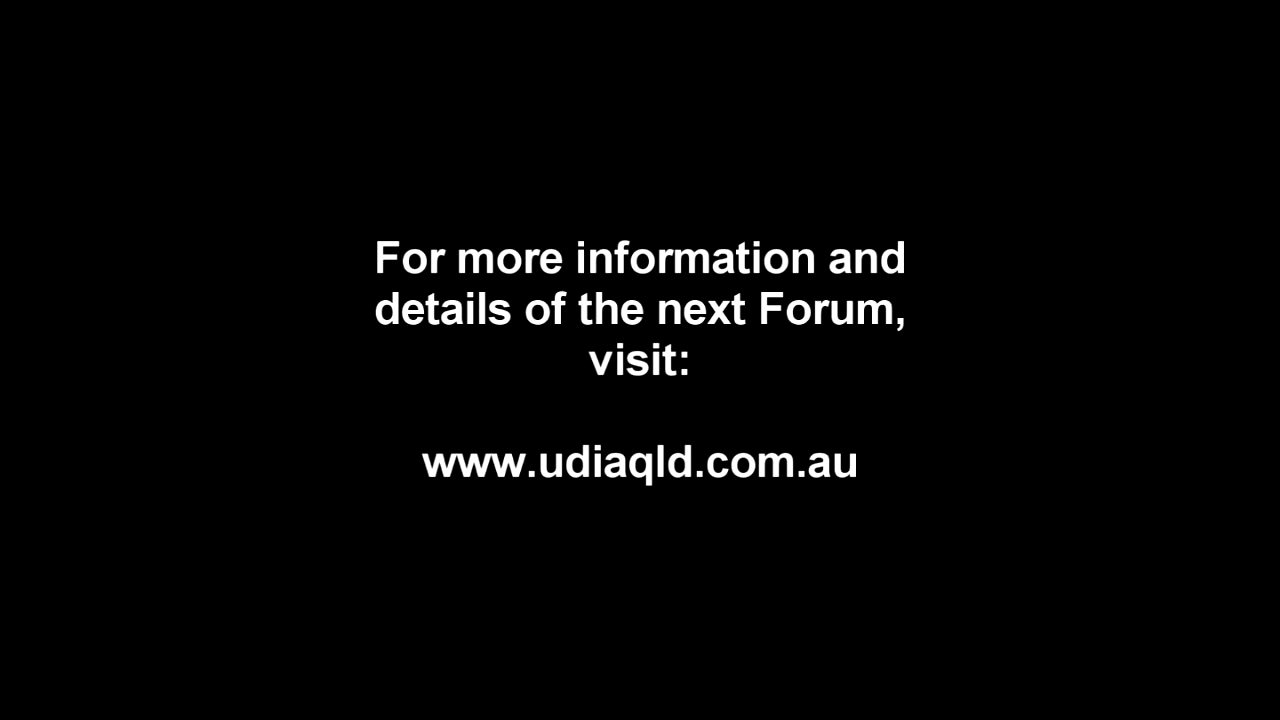 For more information and
details of the next Forum,
visit:
www.udiaqld.com.au